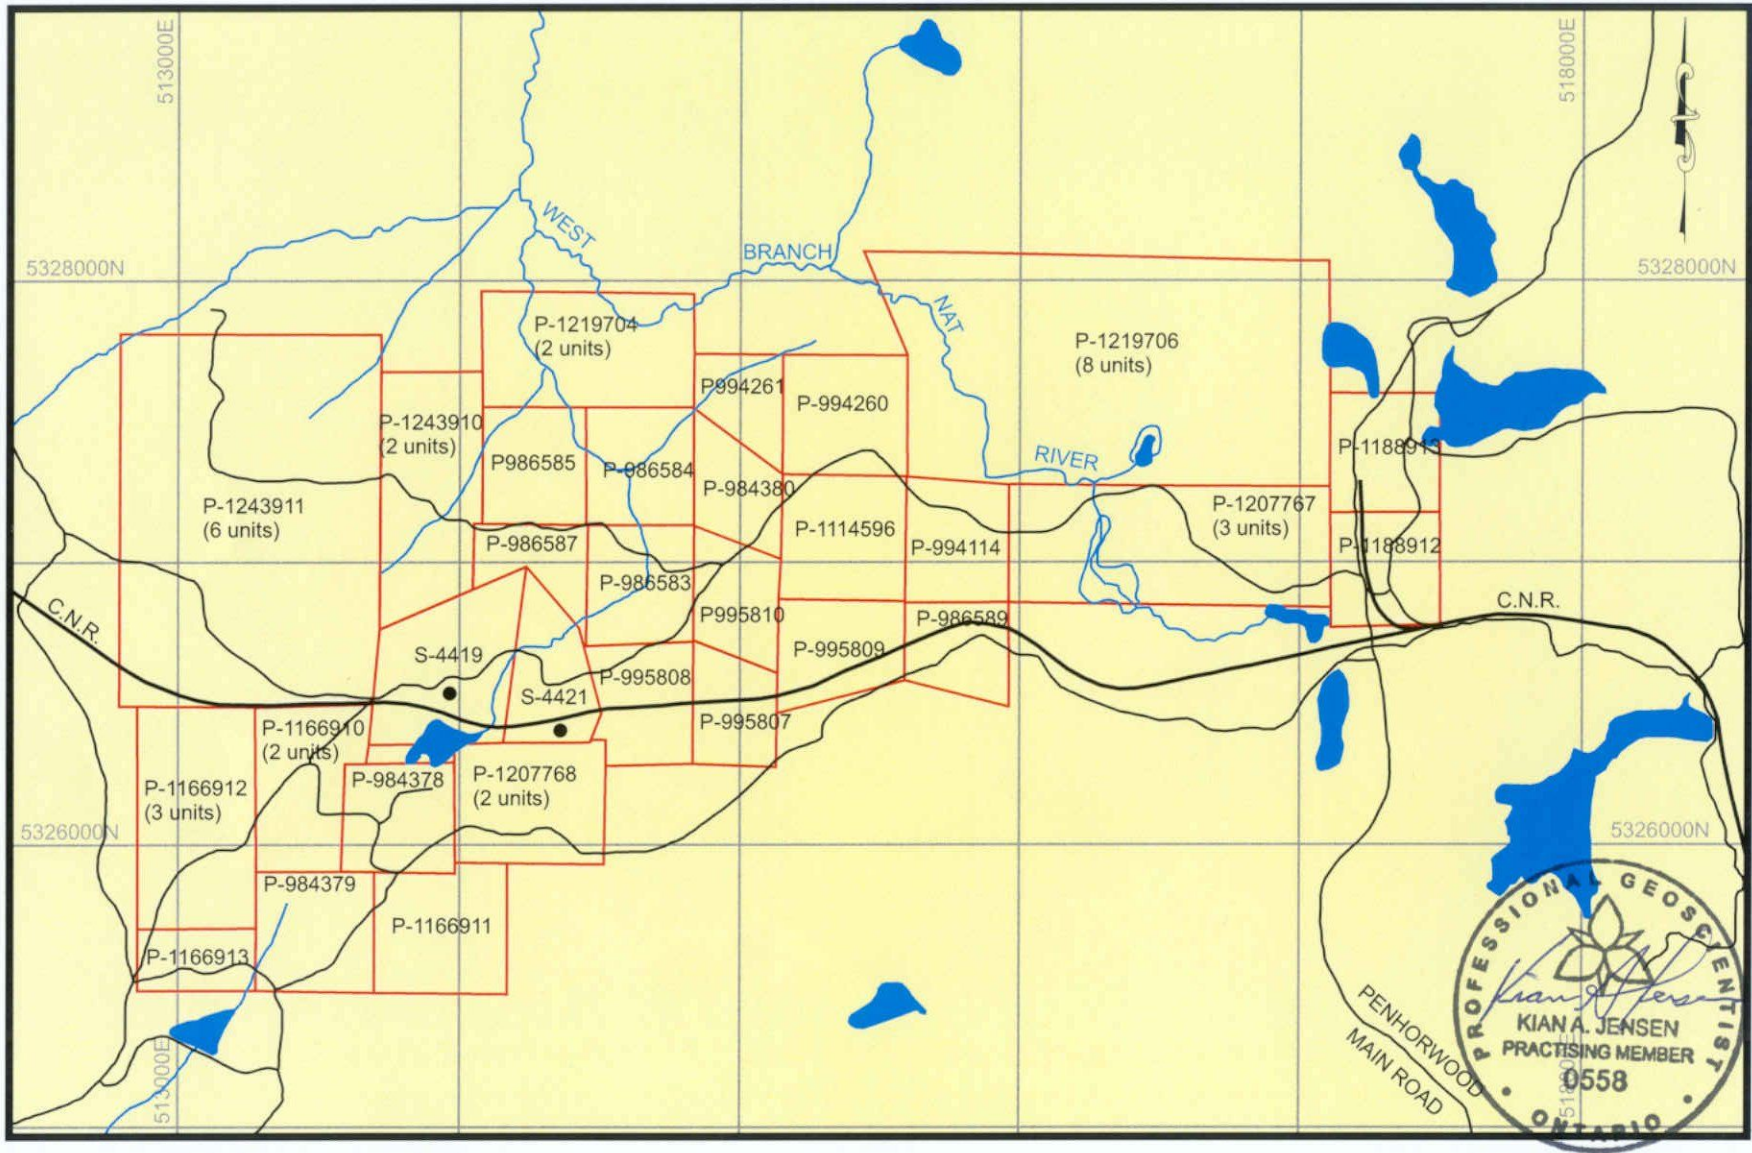 513000E
518000E
WEST
BRANCH
5328000N
5328000N
NAT
P-1219704
(2 units)
P-1219706
(8 units)
P994261
P-994260
P-1243910
(2 units)
P-1188913
P986585
P-986584
RIVER
P-984380
P-1243911
(6 units)
P-1207767
(3 units)
P-1114596
P-986587
P-994114
P-1188912
P-986583
C.N.R.
C.N.R.
P995810
P-986589
S-4419
P-995809
P-995808
S-4421
P-995807
P-1166910
(2 units)
P-984378
P-1207768
(2 units)
P-1166912
(3 units)
5326000N
5326000N
P-984379
P-1166911
P-1166913
PENHORWOOD
MAIN ROAD
513000E
518000E
PROFESSIONAL GEOSCIENTIST
KIAN A. JENSEN
PRACTISING MEMBER
0558
ONTARIO